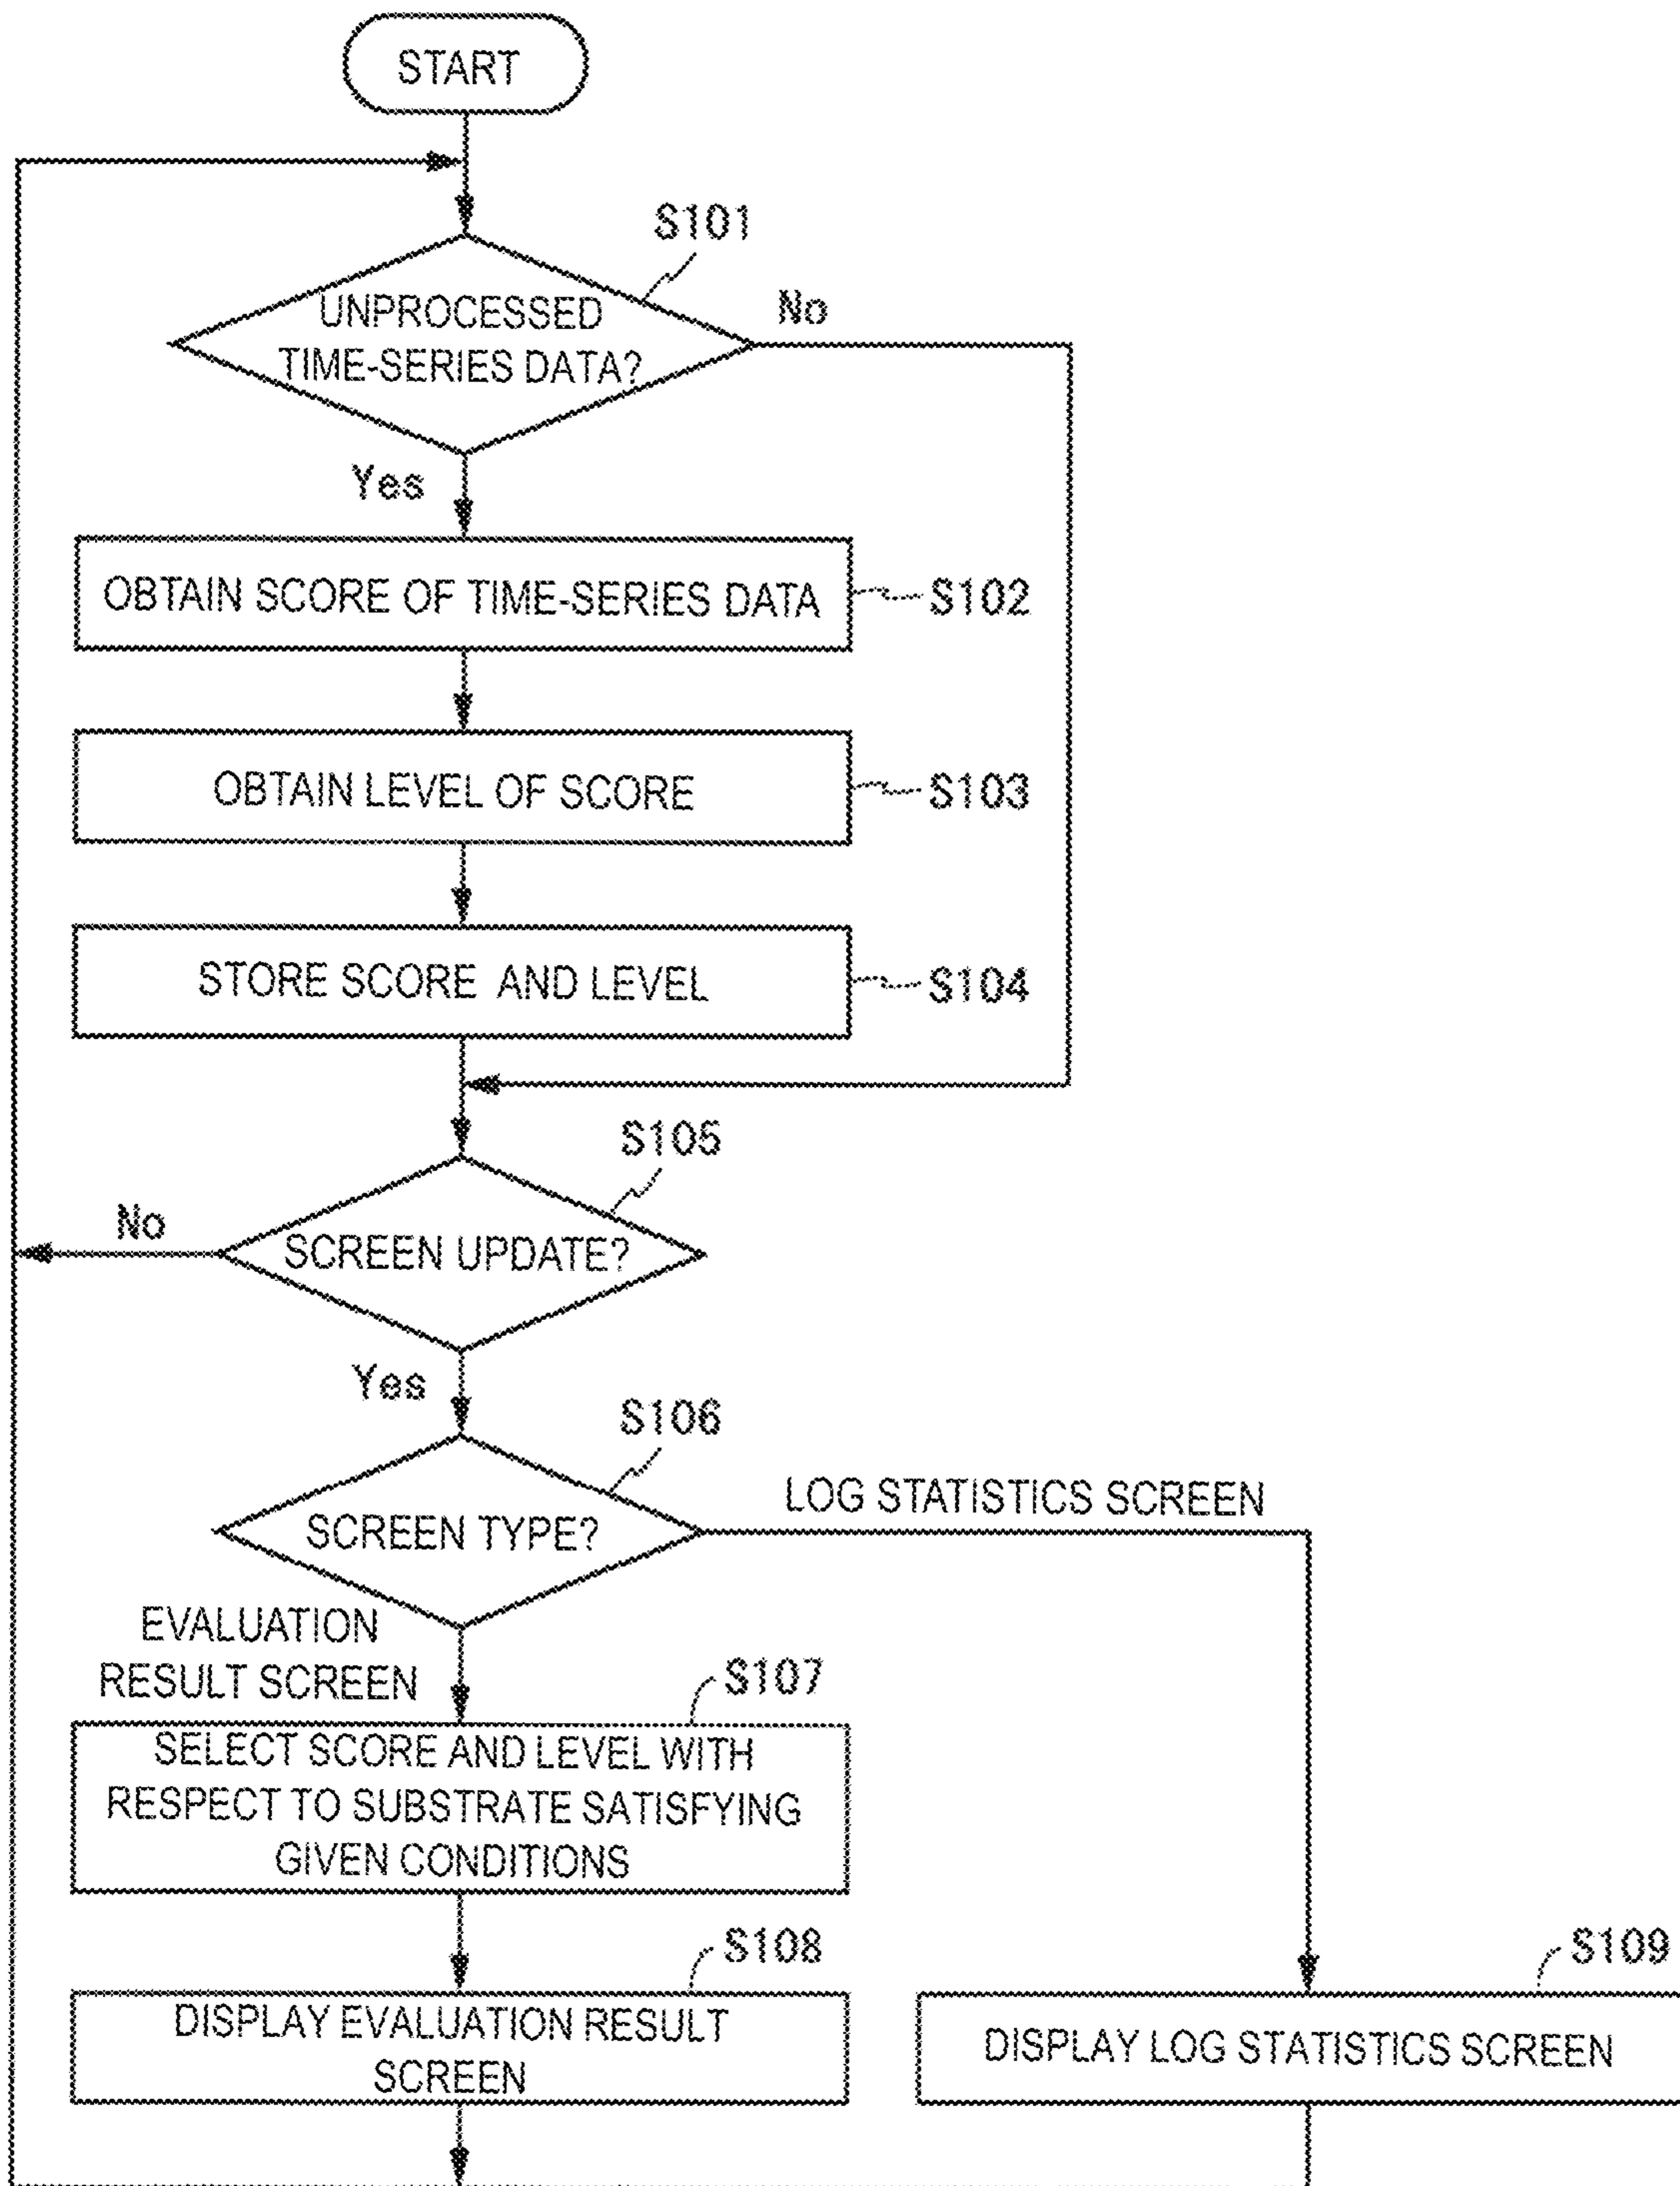 START
S101
UNPROCESSED
TIME-SERIES DATA?
No
Yes
OBTAIN SCORE OF TIME-SERIES DATA
S102
OBTAIN LEVEL OF SCORE
S103
STORE SCORE AND LEVEL
S104
S105
SCREEN UPDATE?
No
Yes
S106
SCREEN TYPE?
LOG STATISTICS SCREEN
EVALUATION
RESULT SCREEN
S107
SELECT SCORE AND LEVEL WITH
RESPECT TO SUBSTRATE SATISFYING
GIVEN CONDITIONS
S108
DISPLAY EVALUATION RESULT
SCREEN
S109
DISPLAY LOG STATISTICS SCREEN